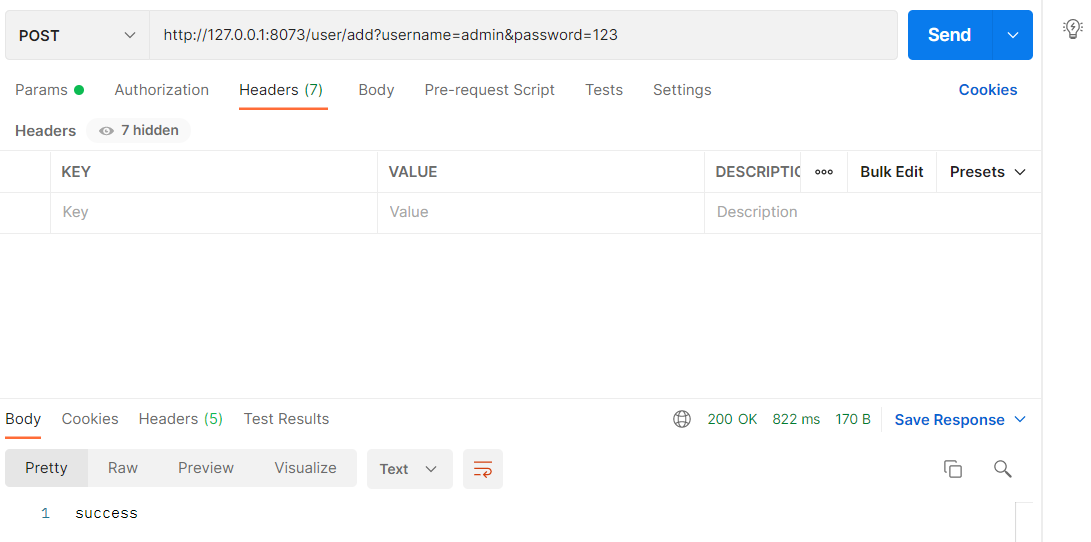 POST http://127.0.0.1:8073/user/add?username=admin&password=123 Send
Params Authorization Headers (7) Body Pre-request Script Tests Settings Cookies
Headers 7 hidden
KEY VALUE DESCRIPTIC ooo Bulk Edit Presets
Key Value Description
Body Cookies Headers (5) Test Results 200 OK 822 ms 170 B Save Response
Pretty Raw Preview Visualize Text
1 success